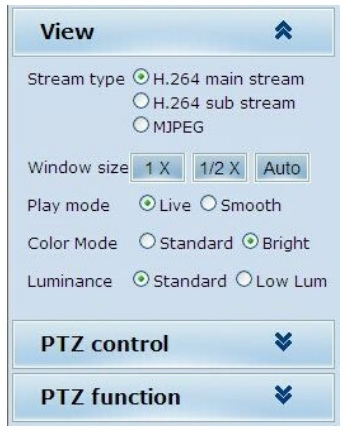 View
Stream type H.264 main stream
H.264 sub stream
MJPEG
Window size 1 X 1/2 X Auto
Play mode Live Smooth
Color Mode Standard Bright
Luminance Standard Low Lum
PTZ control
PTZ function